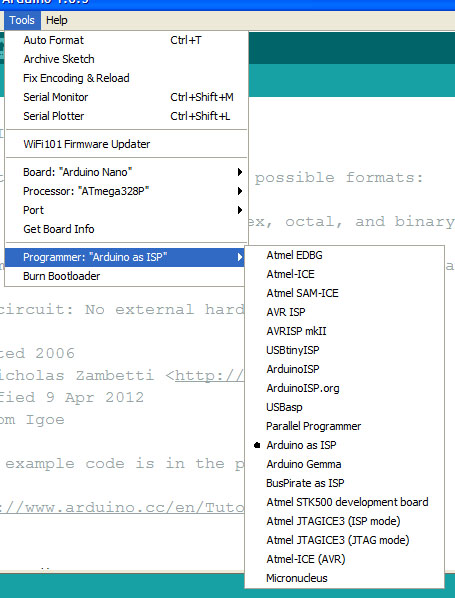 Arduino 1.8.5
Tools Help
Auto Format Ctrl+T
Archive Sketch
Fix Encoding & Reload
Serial Monitor Ctrl+Shift+M
Serial Plotter Ctrl+Shift+L
WiFi101 Firmware Updater
Board: "Arduino Nano"
Processor: "ATmega328P"
Port
Get Board Info
Programmer: "Arduino as ISP"
Burn Bootloader
possible formats:
ex, octal, and binary
circuit: No external hard
ted 2006
icholas Zambetti <http://
fied 9 Apr 2012
om Igoe
example code is in the p
://www.arduino.cc/en/Tuto
Atmel EDBG
Atmel-ICE
Atmel SAM-ICE
AVR ISP
AVRISP mkII
USBtinyISP
ArduinoISP
ArduinoISP.org
USBasp
Parallel Programmer
Arduino as ISP
Arduino Gemma
BusPirate as ISP
Atmel STK500 development board
Atmel JTAGICE3 (ISP mode)
Atmel JTAGICE3 (JTAG mode)
Atmel-ICE (AVR)
Micronucleus